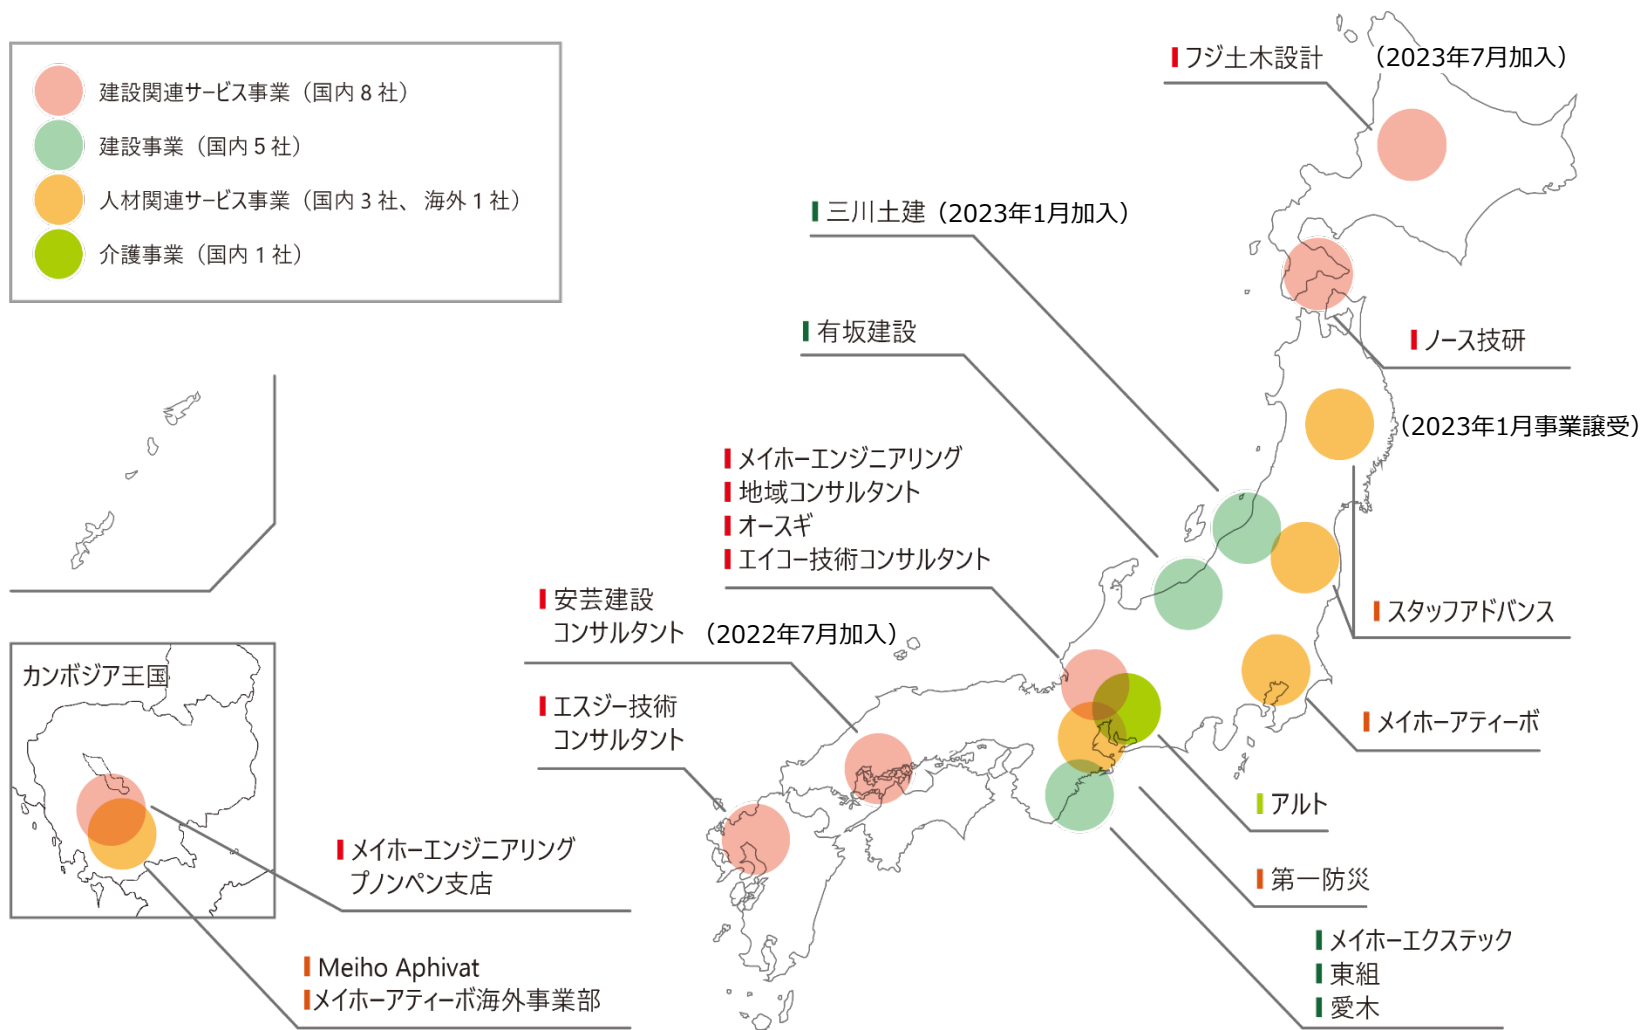 建設関連サービス事業（国内 8 社）
建設事業（国内 5 社）
人材関連サービス事業（国内 3 社、 海外 1 社）
介護事業（国内 1 社）
フジ土木設計 （2023年7月加入）
三川土建（2023年1月加入）
有坂建設
ノース技研
（2023年1月事業譲受）
メイホーエンジニアリング
地域コンサルタント
オースギ
エイコー技術コンサルタント
安芸建設
コンサルタント （2022年7月加入）
スタッフアドバンス
カンボジア王国
エスジー技術
コンサルタント
メイホーアティーボ
アルト
メイホーエンジニアリング
プノンペン支店
第一防災
メイホーエクステック
東組
愛木
Meiho Aphivat
メイホーアティーボ海外事業部